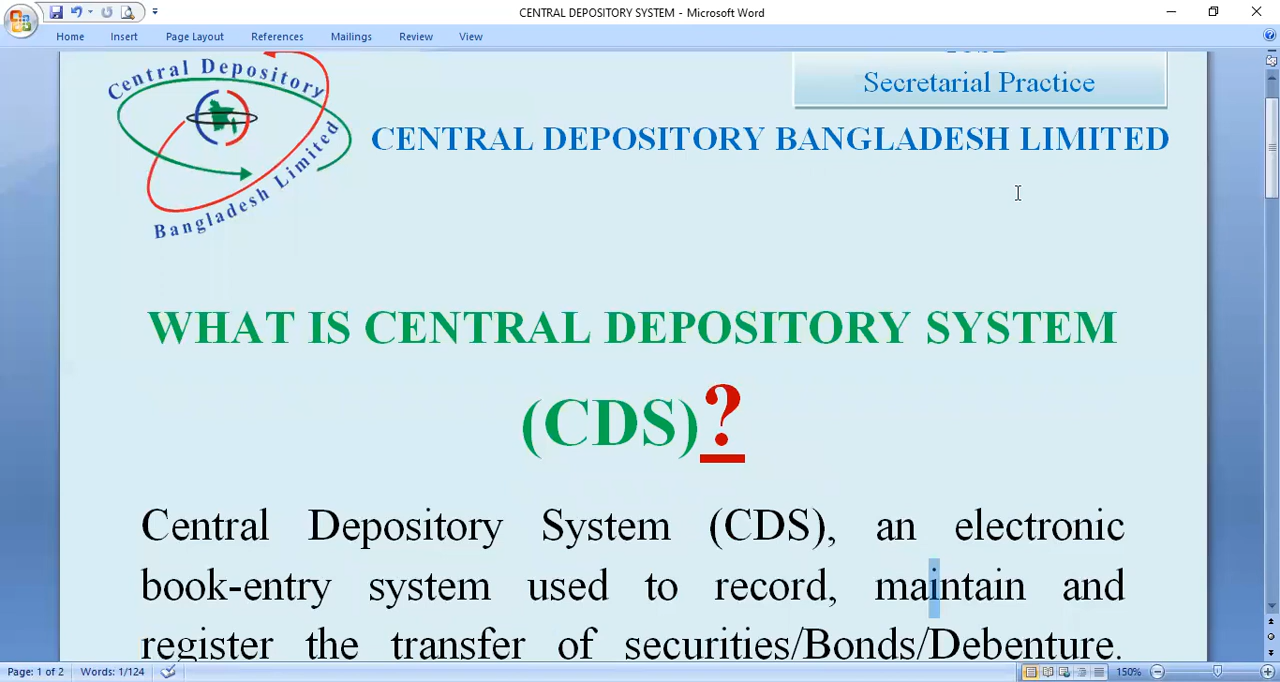 CENTRAL DEPOSITORY SYSTEM - Microsoft Word
Home Insert Page Layout References Mailings Review View
Secretarial Practice
Central Depository
Bangladesh Limited
CENTRAL DEPOSITORY BANGLADESH LIMITED
WHAT IS CENTRAL DEPOSITORY SYSTEM
(CDS)?
Central Depository System (CDS), an electronic
book-entry system used to record, maintain and
register the transfer of securities/Bonds/Debenture.
Page: 1 of 2 Words: 1/124 150%